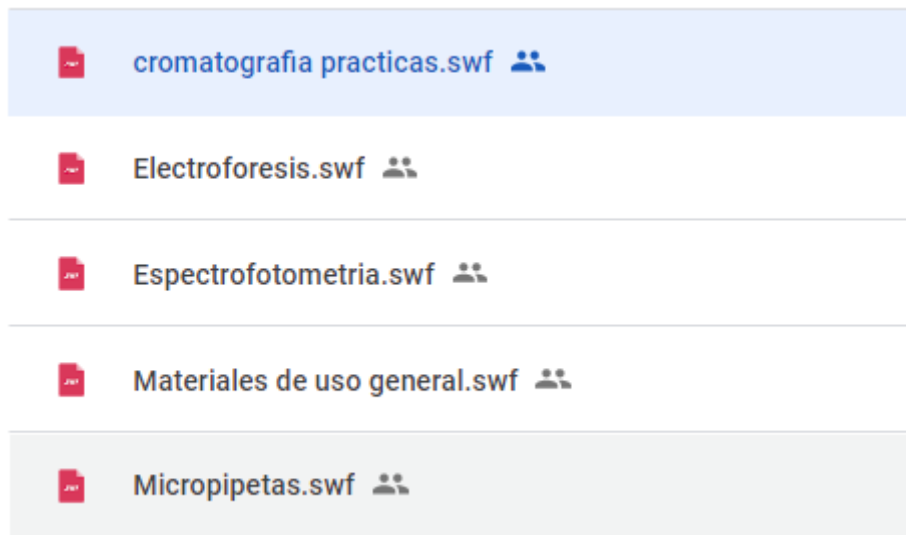 cromatografia practicas.swf
Electroforesis.swf
Espectrofotometria.swf
Materiales de uso general.swf
Micropipetas.swf